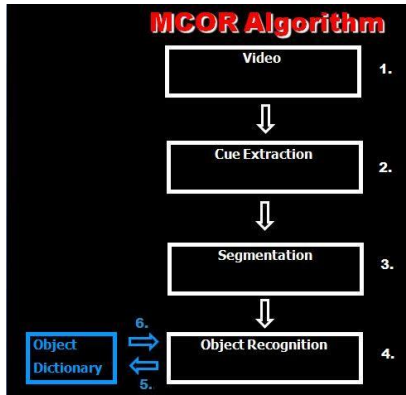 MCOR Algorithm
Video
1.
Cue Extraction
2.
Segmentation
3.
6.
Object
Dictionary
Object Recognition
4.
5.